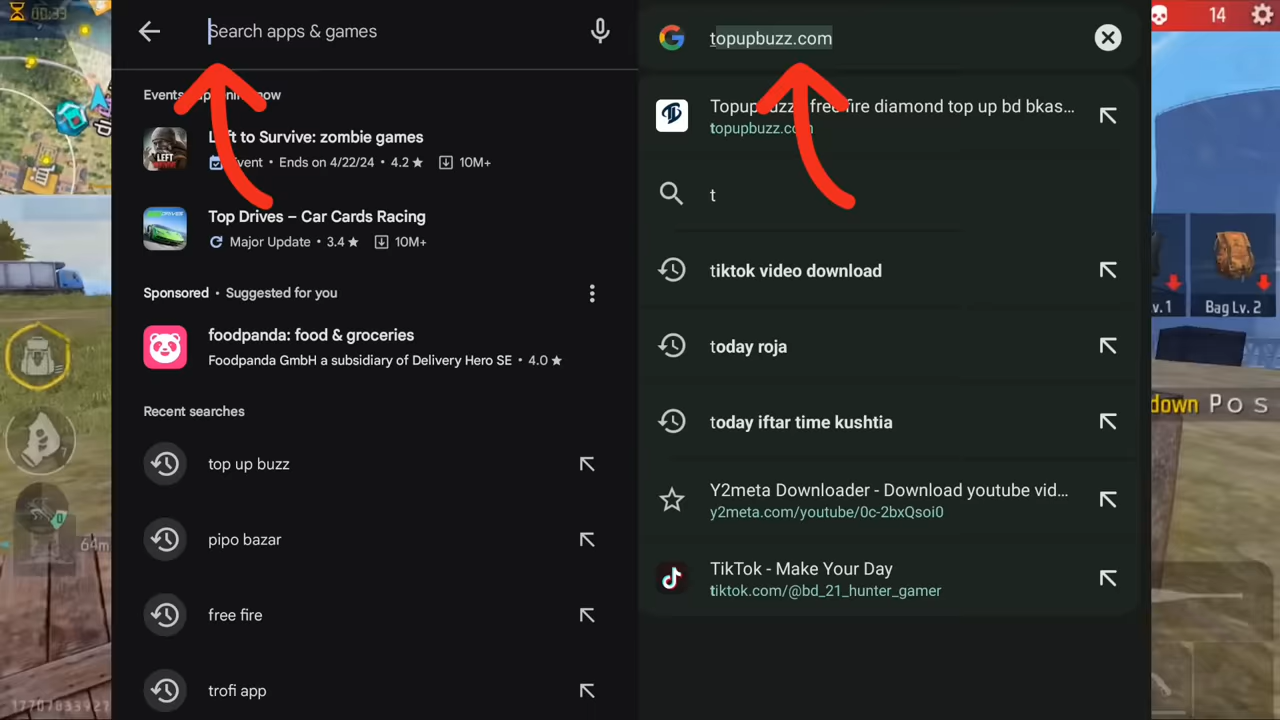 00:33
Search apps & games
Events happening now
Left to Survive: zombie games
Event • Ends on 4/22/24 • 4.2 ★ 10M+
Top Drives – Car Cards Racing
Major Update • 3.4 ★ 10M+
Sponsored • Suggested for you
foodpanda: food & groceries
Foodpanda GmbH a subsidiary of Delivery Hero SE • 4.0 ★
Recent searches
top up buzz
pipo bazar
free fire
trofi app
topupbuzz.com
Topupbuzz: free fire diamond top up bd bkas...
topupbuzz.com
t
tiktok video download
today roja
today iftar time kushtia
Y2meta Downloader - Download youtube vid...
y2meta.com/youtube/0c-2bxQsoi0
TikTok - Make Your Day
tiktok.com/@bd_21_hunter_gamer
14
v.1
Bag Lv. 2
down Pos
64m
LEFT